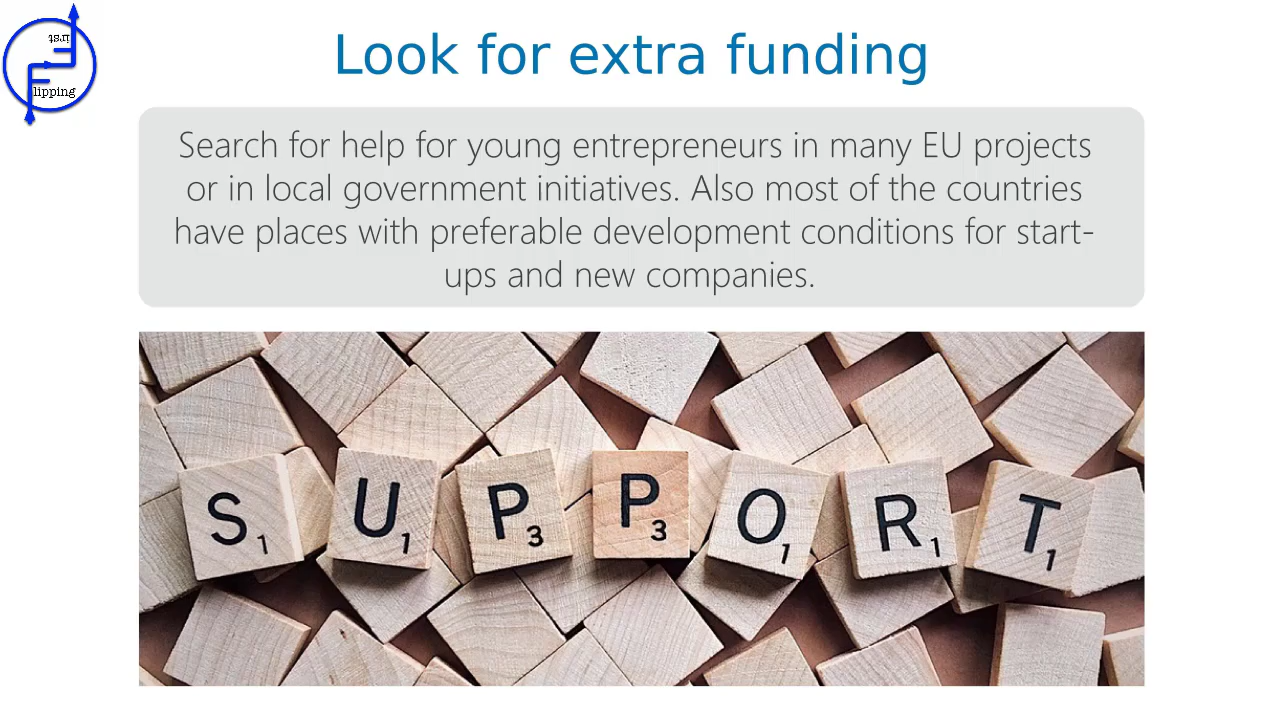 irst
lipping
Look for extra funding
Search for help for young entrepreneurs in many EU projects
or in local government initiatives. Also most of the countries
have places with preferable development conditions for start-
ups and new companies.
S1 U1 P3 P3 O1 R1 T1